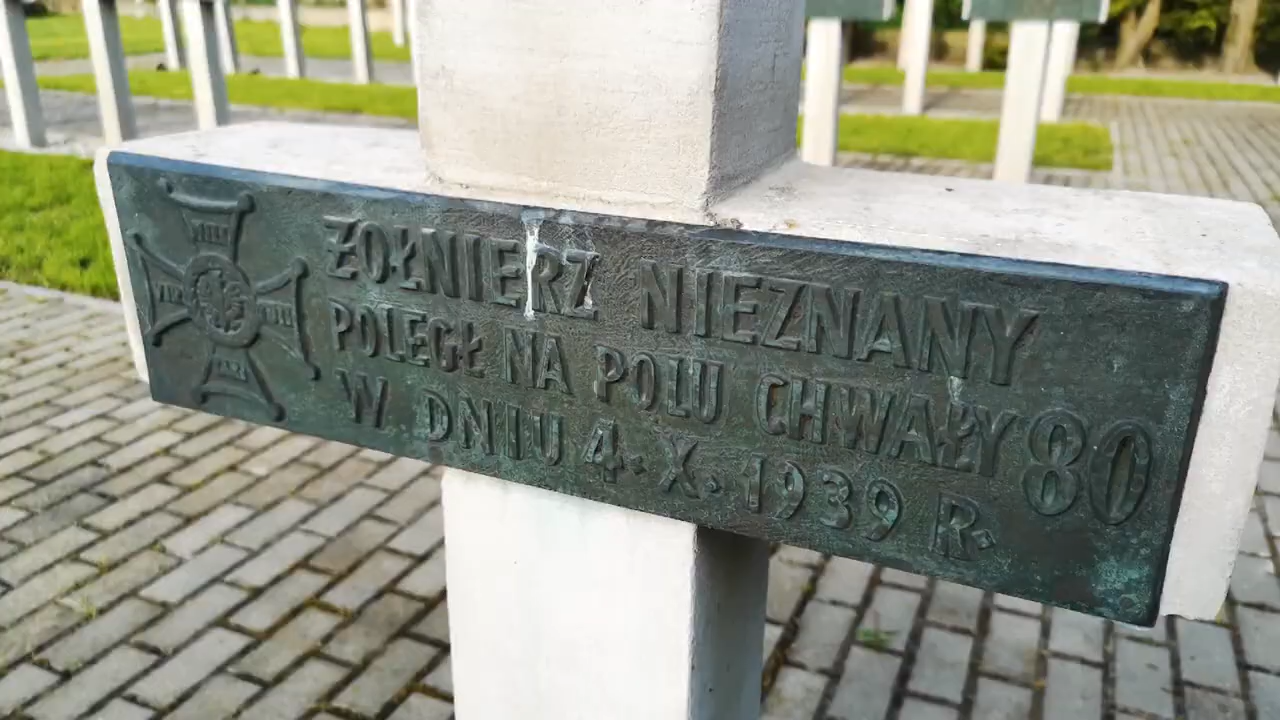 ŻOŁNIERZ NIEZNANY
POLEGŁ NA POLU CHWAŁY 80
W DNIU 4.X.1939 R.